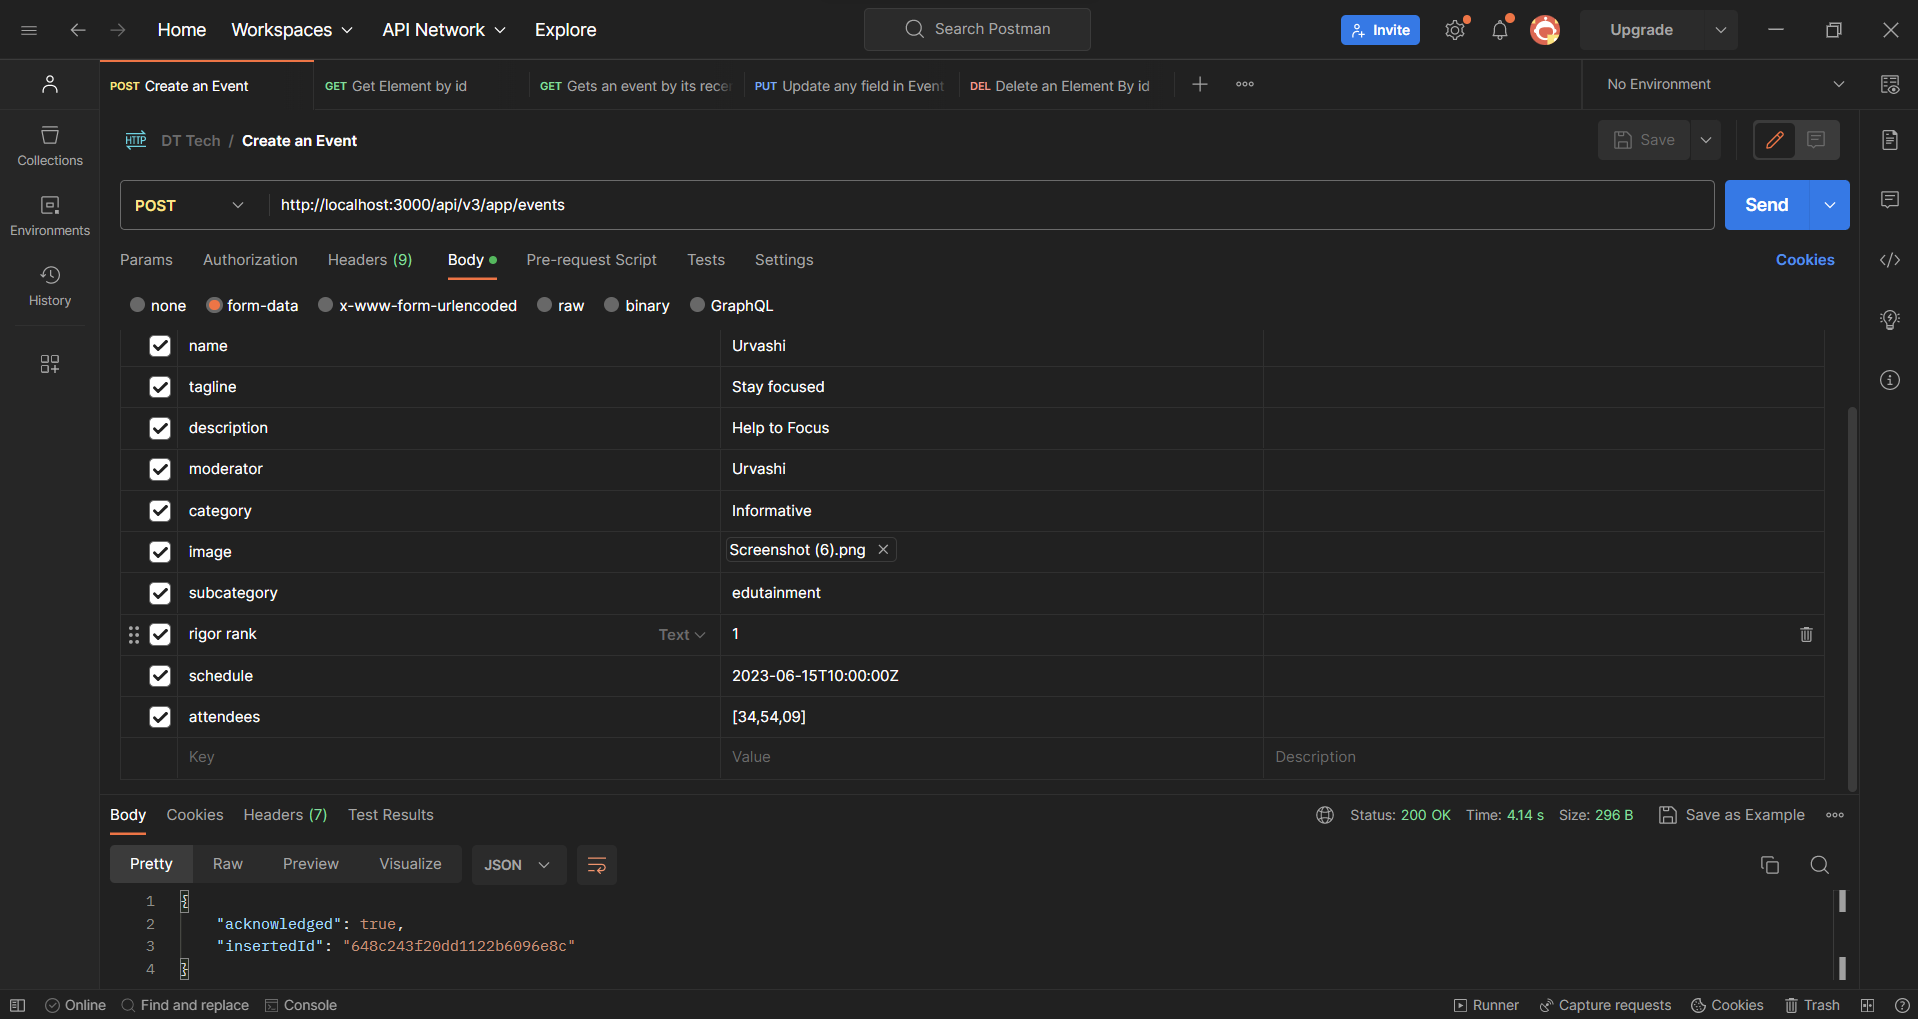 Home Workspaces API Network Explore Search Postman Invite Upgrade
POST Create an Event GET Get Element by id GET Gets an event by its recen PUT Update any field in Event DEL Delete an Element By id No Environment
HTTP DT Tech / Create an Event Save
Collections
POST http://localhost:3000/api/v3/app/events Send
Environments
Params Authorization Headers (9) Body Pre-request Script Tests Settings Cookies
History
none form-data x-www-form-urlencoded raw binary GraphQL
name Urvashi
tagline Stay focused
description Help to Focus
moderator Urvashi
category Informative
image Screenshot (6).png
subcategory edutainment
rigor rank Text 1
schedule 2023-06-15T10:00:00Z
attendees [34,54,09]
Key Value Description
Body Cookies Headers (7) Test Results Status: 200 OK Time: 4.14 s Size: 296 B Save as Example
Pretty Raw Preview Visualize JSON
1 {
2 "acknowledged": true,
3 "insertedId": "648c243f20dd1122b6096e8c"
4 }
Online Find and replace Console Runner Capture requests Cookies Trash